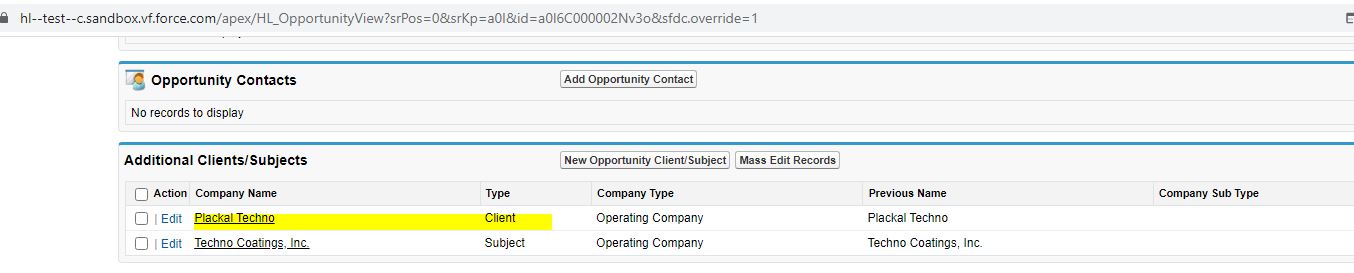 hl--test--c.sandbox.vf.force.com/apex/HL_OpportunityView?srPos=0&srKp=a0I&id=a0I6C000002Nv3o&sfdc.override=1
Opportunity Contacts Add Opportunity Contact
No records to display
Additional Clients/Subjects New Opportunity Client/Subject Mass Edit Records
Action Company Name Type Company Type Previous Name Company Sub Type
| Edit Plackal Techno Client Operating Company Plackal Techno
| Edit Techno Coatings, Inc. Subject Operating Company Techno Coatings, Inc.